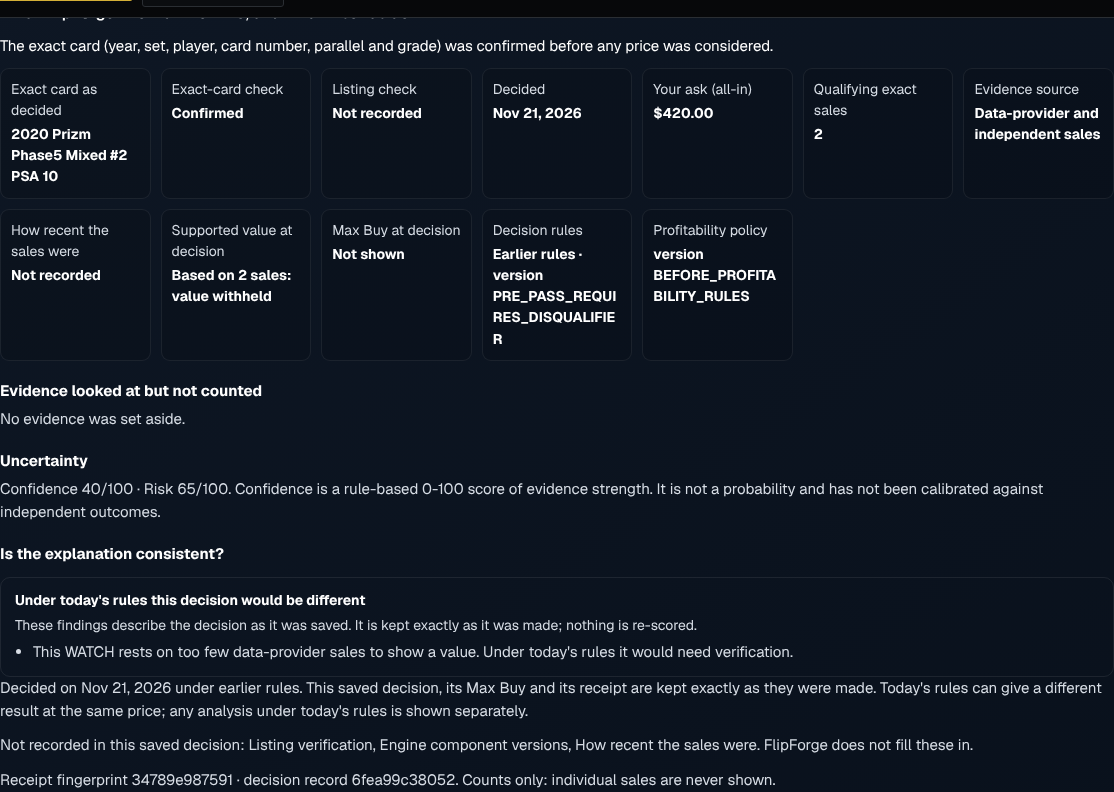 The exact card (year, set, player, card number, parallel and grade) was confirmed before any price was considered.
Exact card as
decided
2020 Prizm
Phase5 Mixed #2
PSA 10
Exact-card check
Confirmed
Listing check
Not recorded
Decided
Nov 21, 2026
Your ask (all-in)
$420.00
Qualifying exact
sales
2
Evidence source
Data-provider and
independent sales
How recent the
sales were
Not recorded
Supported value at
decision
Based on 2 sales:
value withheld
Max Buy at decision
Not shown
Decision rules
Earlier rules ·
version
PRE_PASS_REQUI
RES_DISQUALIFIE
R
Profitability policy
version
BEFORE_PROFITA
BILITY_RULES
Evidence looked at but not counted
No evidence was set aside.
Uncertainty
Confidence 40/100 · Risk 65/100. Confidence is a rule-based 0-100 score of evidence strength. It is not a probability and has not been calibrated against
independent outcomes.
Is the explanation consistent?
Under today's rules this decision would be different
These findings describe the decision as it was saved. It is kept exactly as it was made; nothing is re-scored.
• This WATCH rests on too few data-provider sales to show a value. Under today's rules it would need verification.
Decided on Nov 21, 2026 under earlier rules. This saved decision, its Max Buy and its receipt are kept exactly as they were made. Today's rules can give a different
result at the same price; any analysis under today's rules is shown separately.
Not recorded in this saved decision: Listing verification, Engine component versions, How recent the sales were. FlipForge does not fill these in.
Receipt fingerprint 34789e987591 · decision record 6fea99c38052. Counts only: individual sales are never shown.